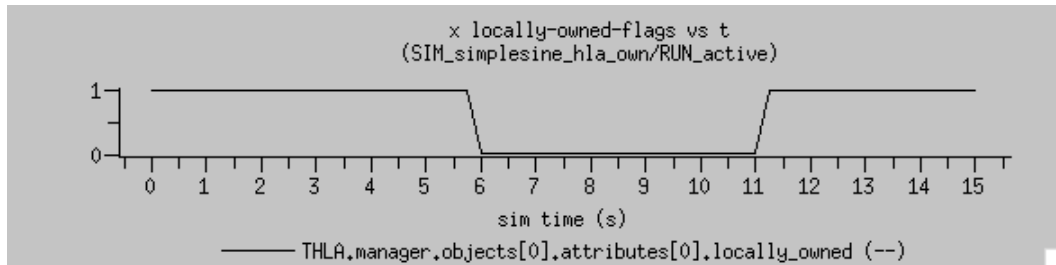 x locally-owned-flags vs t
(SIM_simplesine_hla_own/RUN_active)
1
0
0 1 2 3 4 5 6 7 8 9 10 11 12 13 14 15
sim time (s)
THLA.manager.objects[0].attributes[0].locally_owned (--)